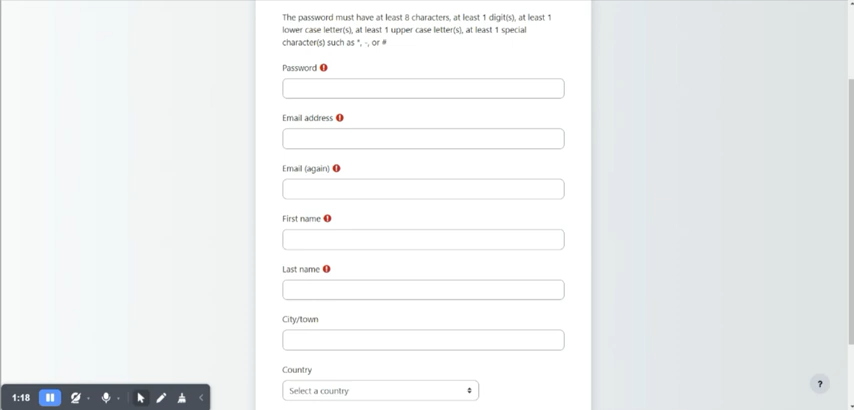 The password must have at least 8 characters, at least 1 digit(s), at least 1
lower case letter(s), at least 1 upper case letter(s), at least 1 special
character(s) such as *, -, or #
Password
Email address
Email (again)
First name
Last name
City/town
Country
Select a country
1:18
?